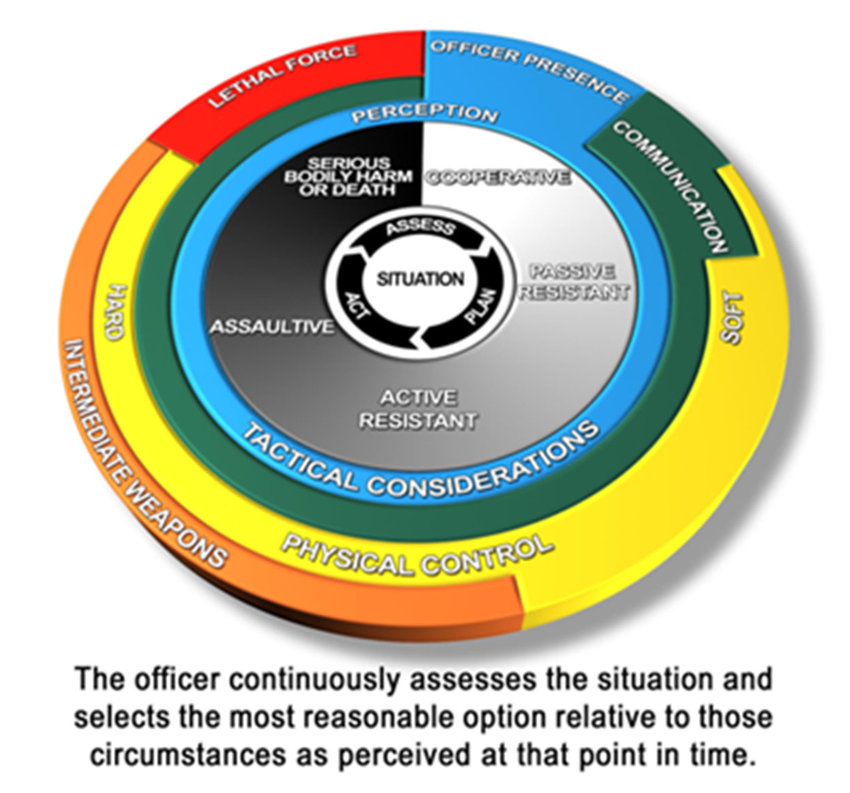 LETHAL FORCE
OFFICER PRESENCE
COMMUNICATION
PERCEPTION
SERIOUS
BODILY HARM
OR DEATH
COOPERATIVE
ASSESS
SITUATION
PLAN
ACT
PASSIVE
RESISTANT
ASSAULTIVE
ACTIVE
RESISTANT
HARD
SOFT
TACTICAL CONSIDERATIONS
INTERMEDIATE WEAPONS
PHYSICAL CONTROL
The officer continuously assesses the situation and
selects the most reasonable option relative to those
circumstances as perceived at that point in time.